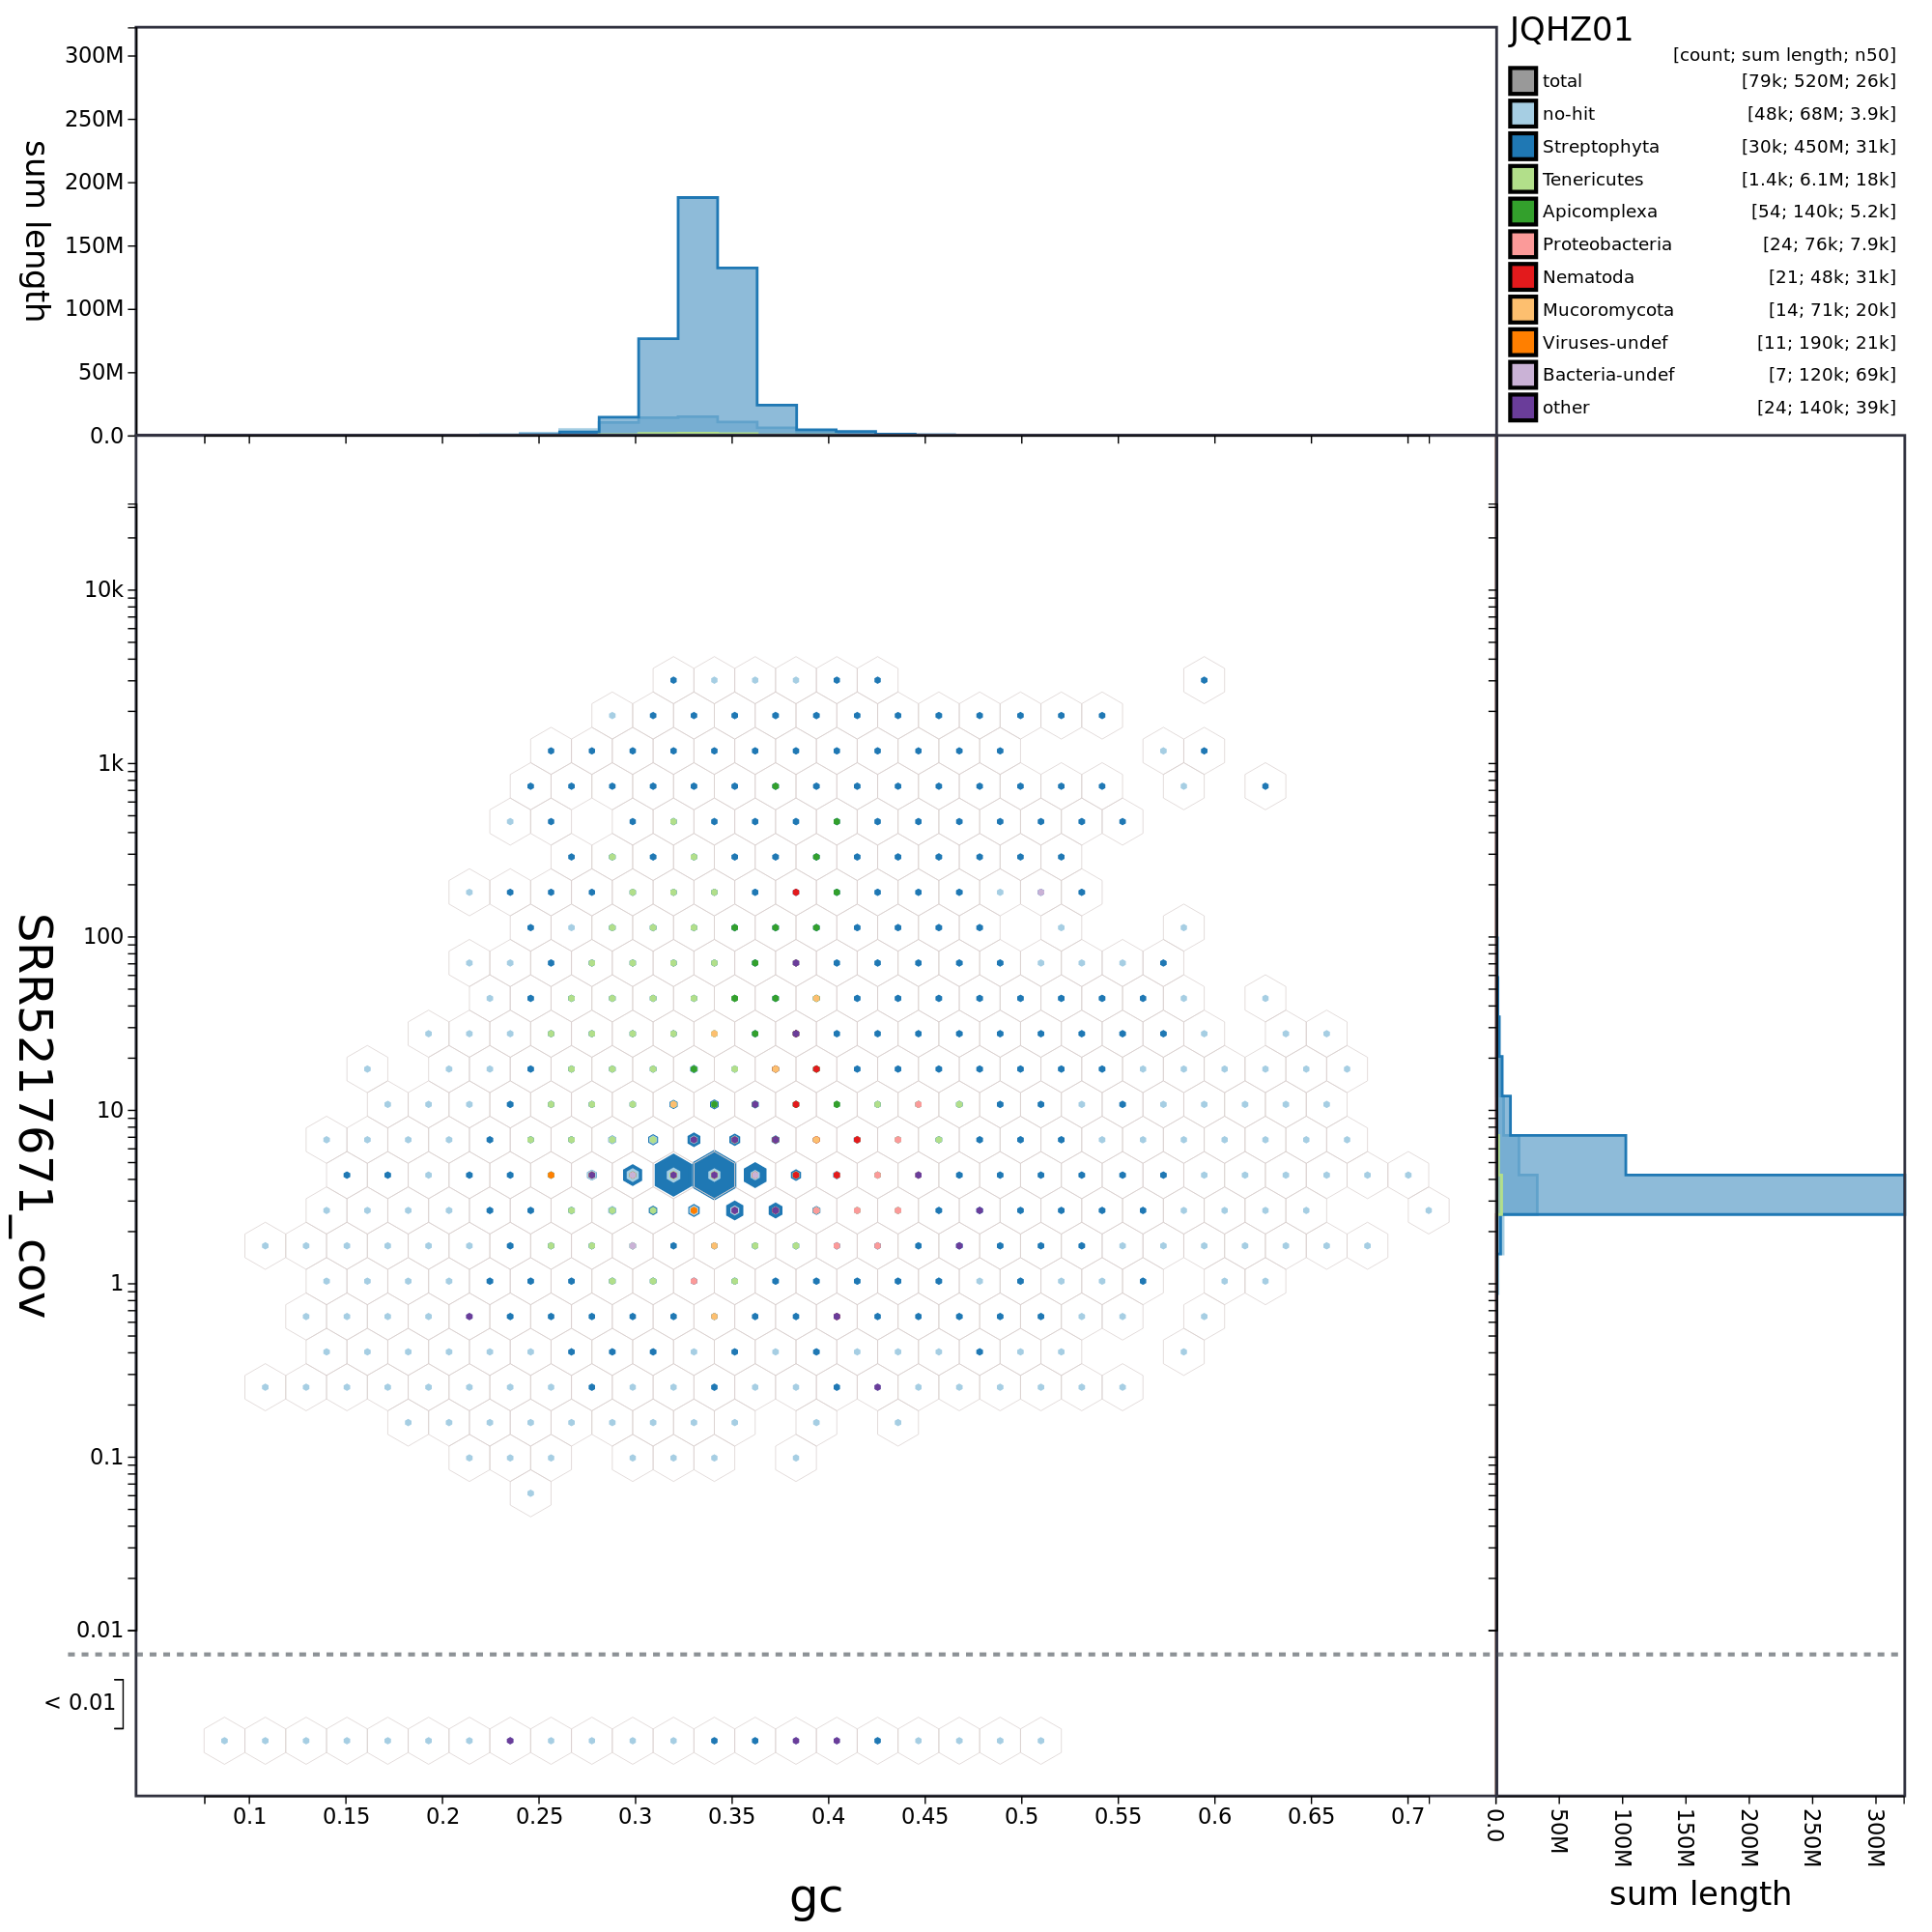 JQHZ01
[count; sum length; n50]
total [79k; 520M; 26k]
no-hit [48k; 68M; 3.9k]
Streptophyta [30k; 450M; 31k]
Tenericutes [1.4k; 6.1M; 18k]
Apicomplexa [54; 140k; 5.2k]
Proteobacteria [24; 76k; 7.9k]
Nematoda [21; 48k; 31k]
Mucoromycota [14; 71k; 20k]
Viruses-undef [11; 190k; 21k]
Bacteria-undef [7; 120k; 69k]
other [24; 140k; 39k]
sum length
300M
250M
200M
150M
100M
50M
0.0
SRR5217671_cov
10k
1k
100
10
1
0.1
0.01
< 0.01
0.1 0.15 0.2 0.25 0.3 0.35 0.4 0.45 0.5 0.55 0.6 0.65 0.7
gc
0.0 50M 100M 150M 200M 250M 300M
sum length